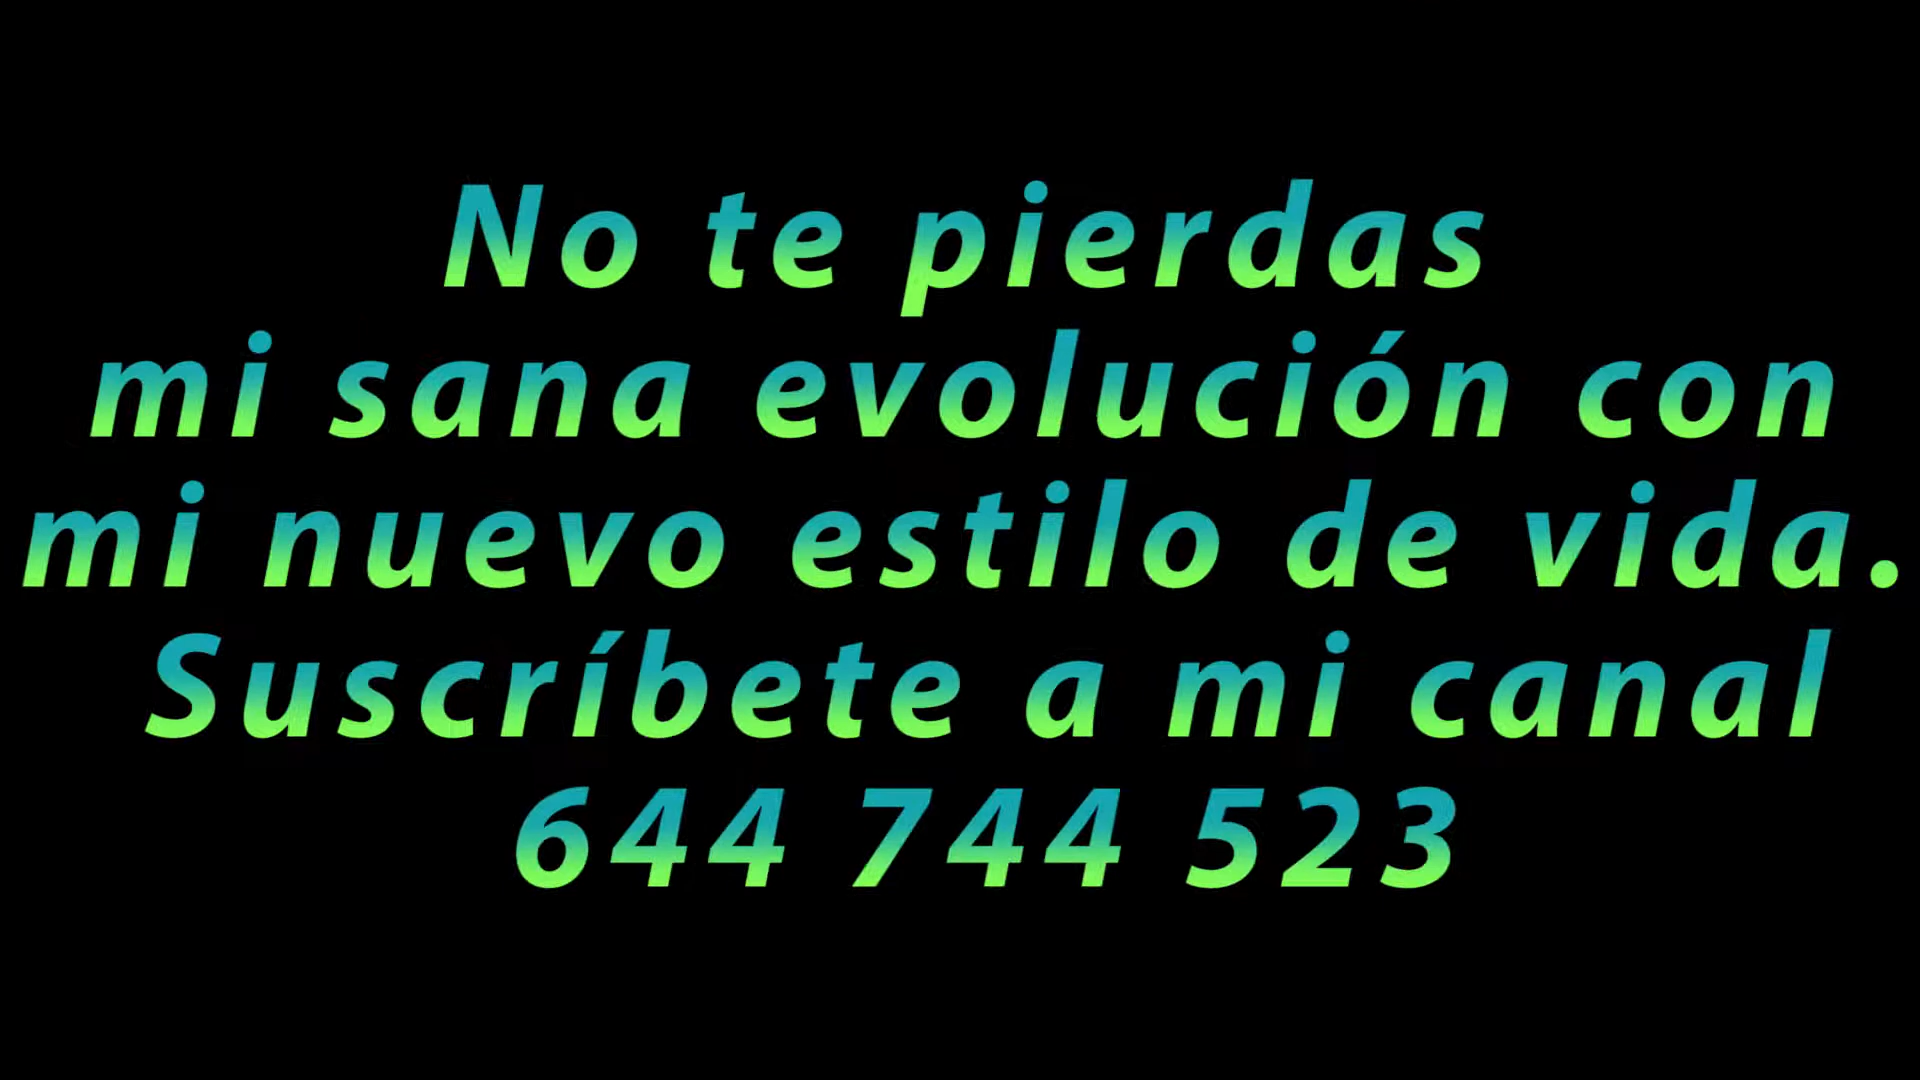 No te pierdas
mi sana evolución con
mi nuevo estilo de vida.
Suscríbete a mi canal
644 744 523